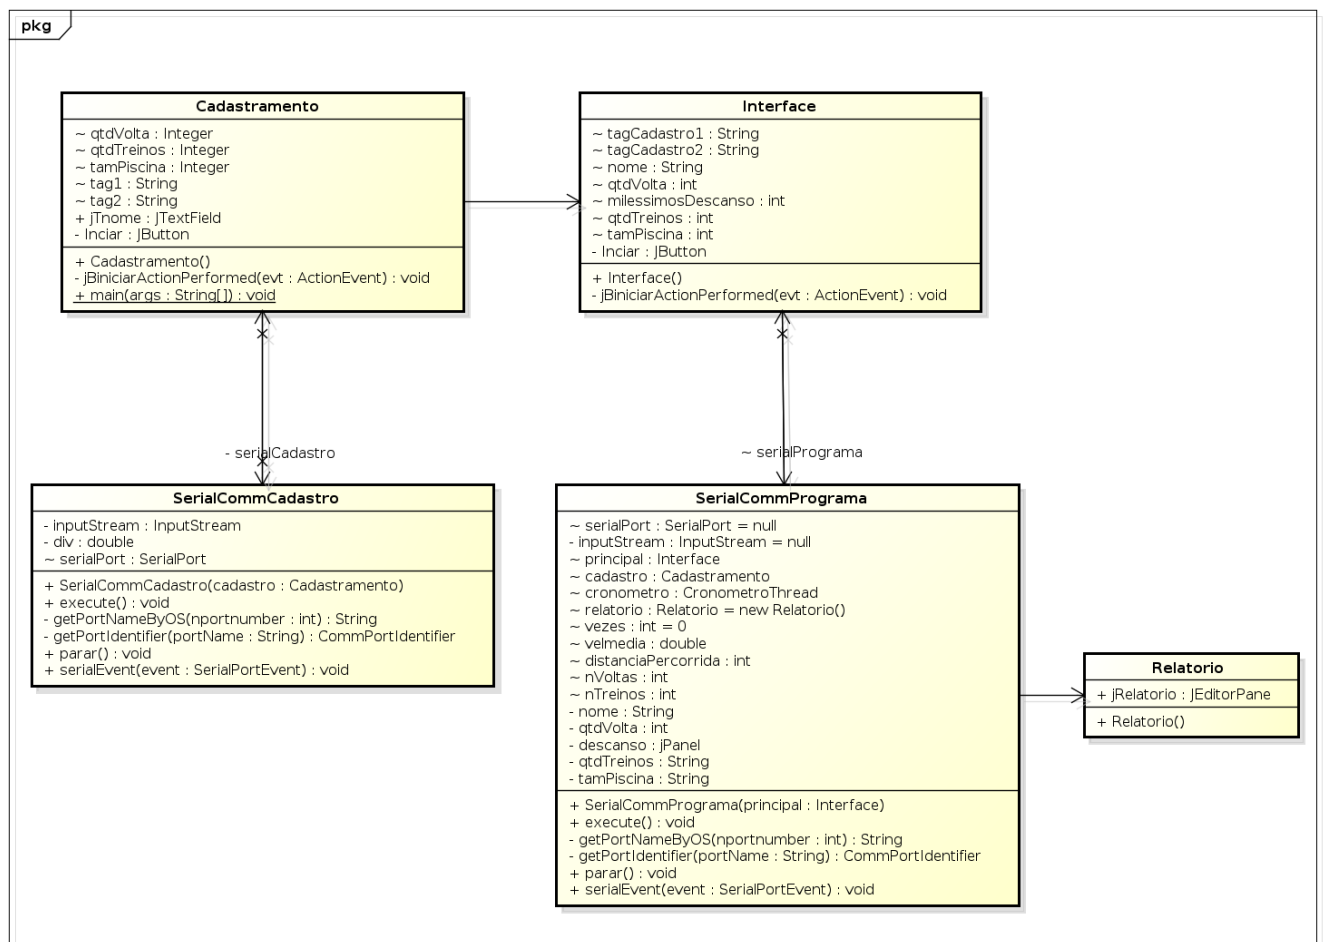 pkg
Cadastramento
~ qtdVolta : Integer
~ qtdTreinos : Integer
~ tamPiscina : Integer
~ tag1 : String
~ tag2 : String
+ jTnome : JTextField
- Inciar : JButton
+ Cadastramento()
- jBiniciarActionPerformed(evt : ActionEvent) : void
+ main(args : String[]) : void
Interface
~ tagCadastro1 : String
~ tagCadastro2 : String
~ nome : String
~ qtdVolta : int
~ milessimosDescanso : int
~ qtdTreinos : int
~ tamPiscina : int
- Inciar : JButton
+ Interface()
- jBiniciarActionPerformed(evt : ActionEvent) : void
- serialCadastro
~ serialPrograma
SerialCommCadastro
- inputStream : InputStream
- div : double
~ serialPort : SerialPort
+ SerialCommCadastro(cadastro : Cadastramento)
+ execute() : void
- getPortNameByOS(nportnumber : int) : String
- getPortIdentifier(portName : String) : CommPortIdentifier
+ parar() : void
+ serialEvent(event : SerialPortEvent) : void
SerialCommPrograma
~ serialPort : SerialPort = null
- inputStream : InputStream = null
~ principal : Interface
~ cadastro : Cadastramento
~ cronometro : CronometroThread
~ relatorio : Relatorio = new Relatorio()
~ vezes : int = 0
~ velmedia : double
~ distanciaPercorrida : int
~ nVoltas : int
~ nTreinos : int
- nome : String
- qtdVolta : int
- descanso : jPanel
- qtdTreinos : String
- tamPiscina : String
+ SerialCommPrograma(principal : Interface)
+ execute() : void
- getPortNameByOS(nportnumber : int) : String
- getPortIdentifier(portName : String) : CommPortIdentifier
+ parar() : void
+ serialEvent(event : SerialPortEvent) : void
Relatorio
+ jRelatorio : JEditorPane
+ Relatorio()